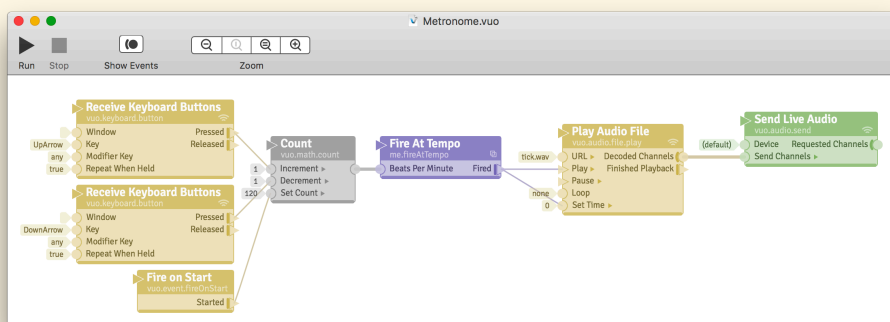 Metronome.vuo
Run Stop Show Events Zoom
Receive Keyboard Buttons
vuo.keyboard.button
Window Pressed
UpArrow Key Released
any Modifier Key
true Repeat When Held
Receive Keyboard Buttons
vuo.keyboard.button
Window Pressed
DownArrow Key Released
any Modifier Key
true Repeat When Held
Fire on Start
vuo.event.fireOnStart
Started
Count
vuo.math.count
1 Increment
1 Decrement
120 Set Count
Fire At Tempo
me.fireAtTempo
Beats Per Minute Fired
Play Audio File
vuo.audio.file.play
tick.wav URL Decoded Channels
Play Finished Playback
Pause
none Loop
0 Set Time
Send Live Audio
vuo.audio.send
(default) Device Requested Channels
Send Channels